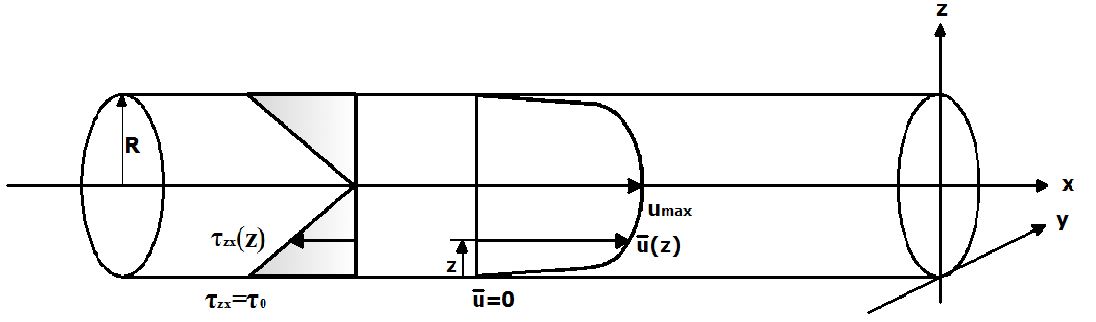 z
R
x
uₘₐₓ
y
τzx(z)
z
u̅(z)
τzx=τ₀
u̅=0